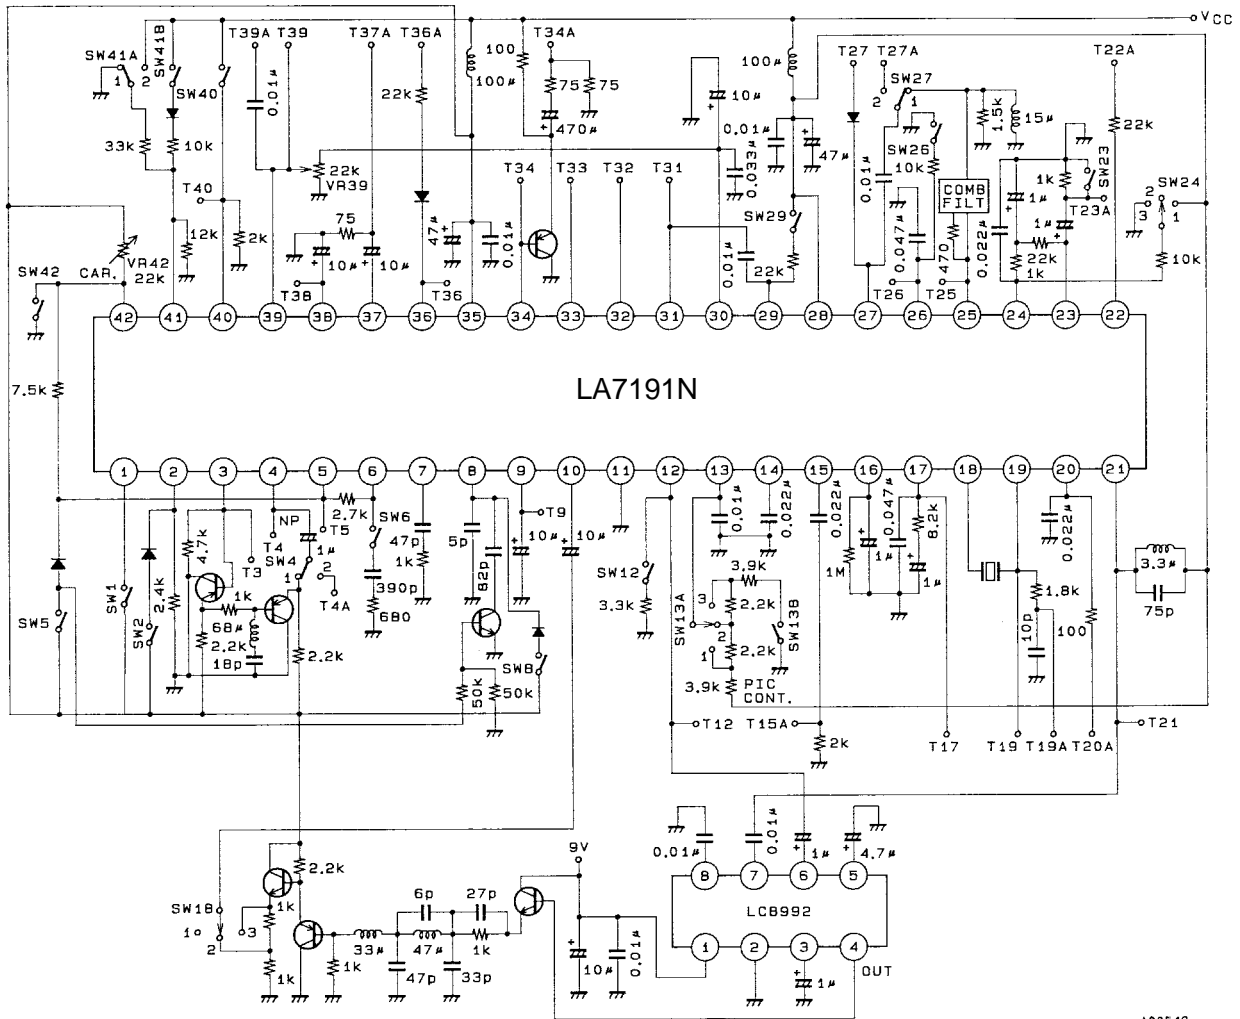 VCC
T39A T39 T37A T36A T34A T27 T27A T22A
SW41A SW41B SW40 SW27
100 100μ 75 75 100μ
1 2 2 1
0.01μ 22k 470μ 10μ 0.01μ 47μ 1.5k 15μ 22k
33k 10k SW26 10k SW23
22k VR39 T34 T33 T32 T31 0.033μ 0.01μ COMB FILT 1k 1μ SW24
T40 75 47μ 0.01μ SW29 0.047μ 470 0.022μ 1μ T23A 3 2 1
12k 2k 10μ 10μ 0.01μ 22k 22k 1k 10k
SW42 CAR. VR42 22k T38 T36 T26 T25
42 41 40 39 38 37 36 35 34 33 32 31 30 29 28 27 26 25 24 23 22
7.5k
LA7191N
1 2 3 4 5 6 7 8 9 10 11 12 13 14 15 16 17 18 19 20 21
2.7k T9
NP T5 SW6 47p 5p 10μ 10μ 0.01μ 0.022μ 0.022μ 0.047μ 8.2k 0.022μ
4.7k T3 T4 SW4 1μ 1k 82p SW12 1M 1μ 1μ 3.3μ
1 2 T4A 390p 3.9k 1.8k 75p
SW5 SW1 SW2 2.4k 1k 68μ 680 3.3k SW13A 3 2 1 2.2k SW13B 10p 100
2.2k 18p 2.2k SW8 2.2k
50k 50k 3.9k PIC CONT.
T12 T15A 2k T17 T19 T19A T20A T21
0.01μ 0.01μ 1μ 4.7μ
2.2k 9V
8 7 6 5
SW18 1 2 3 1k 6p 27p LC8992
33μ 47μ 1k 1 2 3 4
1k 1k 47p 33p 10μ 0.01μ 1μ OUT